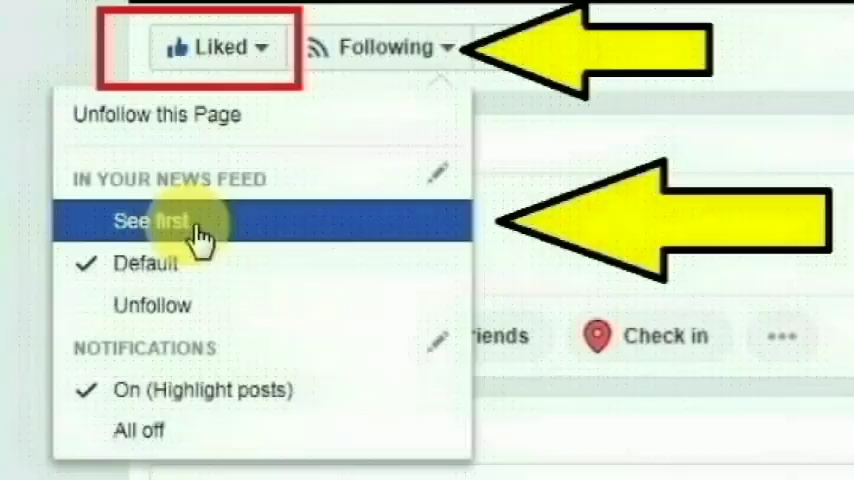 Liked
Following
Unfollow this Page
IN YOUR NEWS FEED
See first
Default
Unfollow
riends
Check in
NOTIFICATIONS
On (Highlight posts)
All off